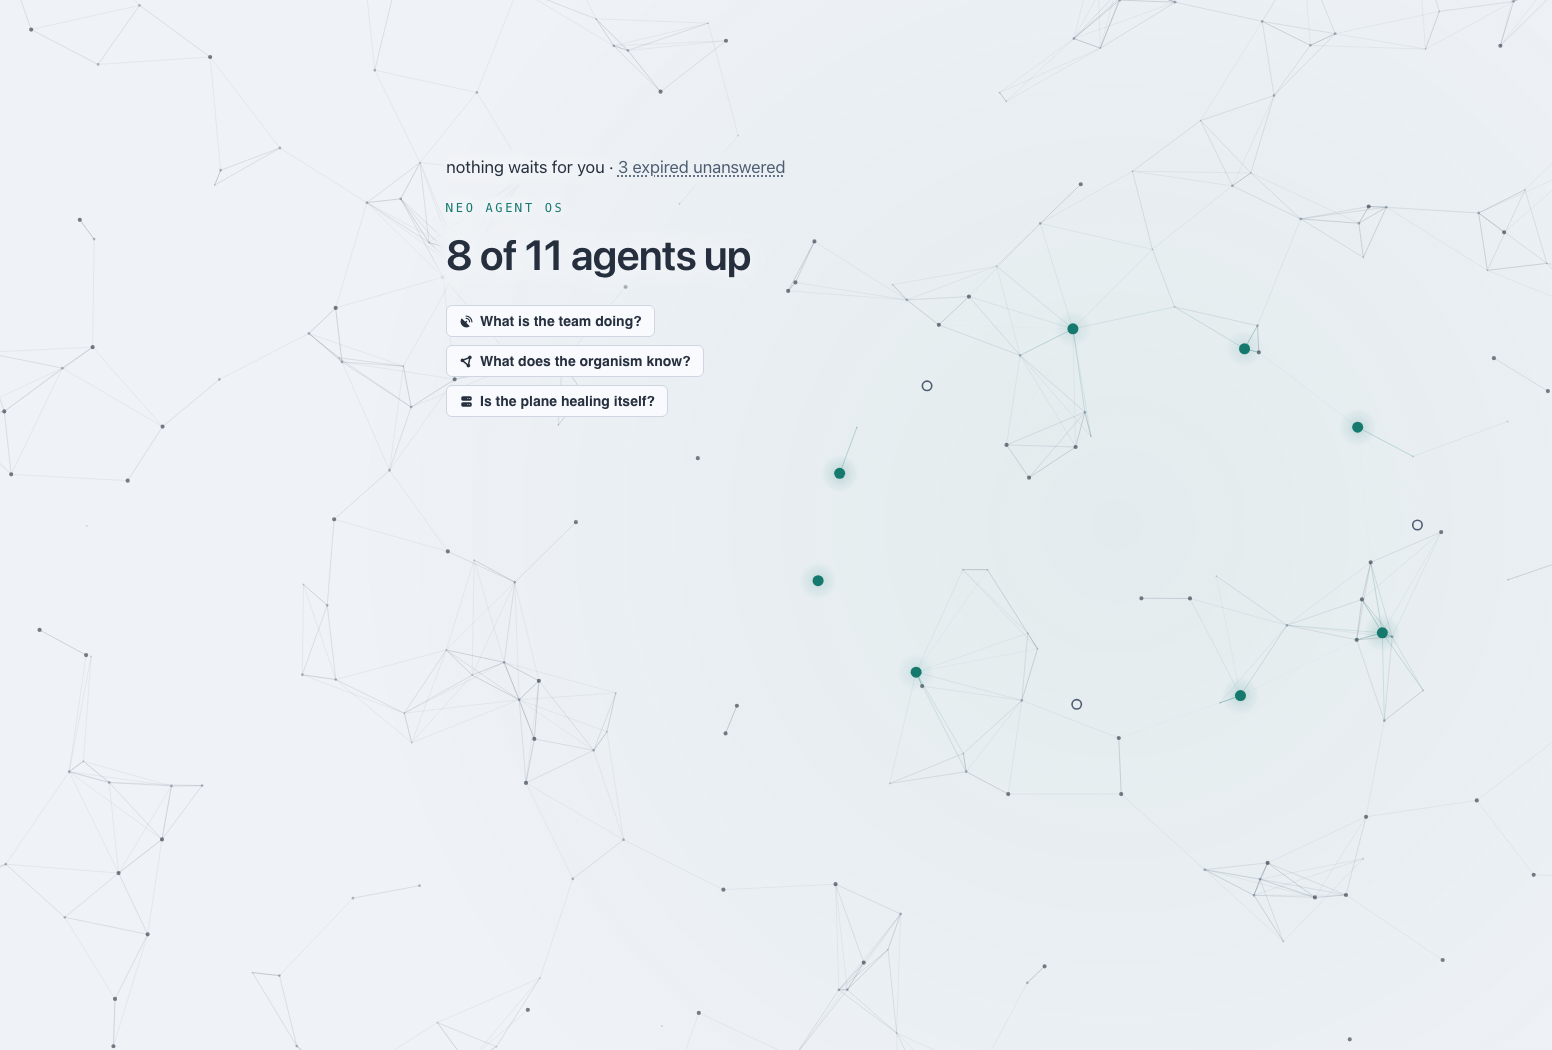 nothing waits for you · 3 expired unanswered
NEO AGENT OS
8 of 11 agents up
What is the team doing?
What does the organism know?
Is the plane healing itself?